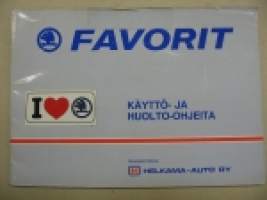 FAVORIT
I
KÄYTTÖ- JA
HUOLTO-OHJEITA
HELKAMA-AUTO OY